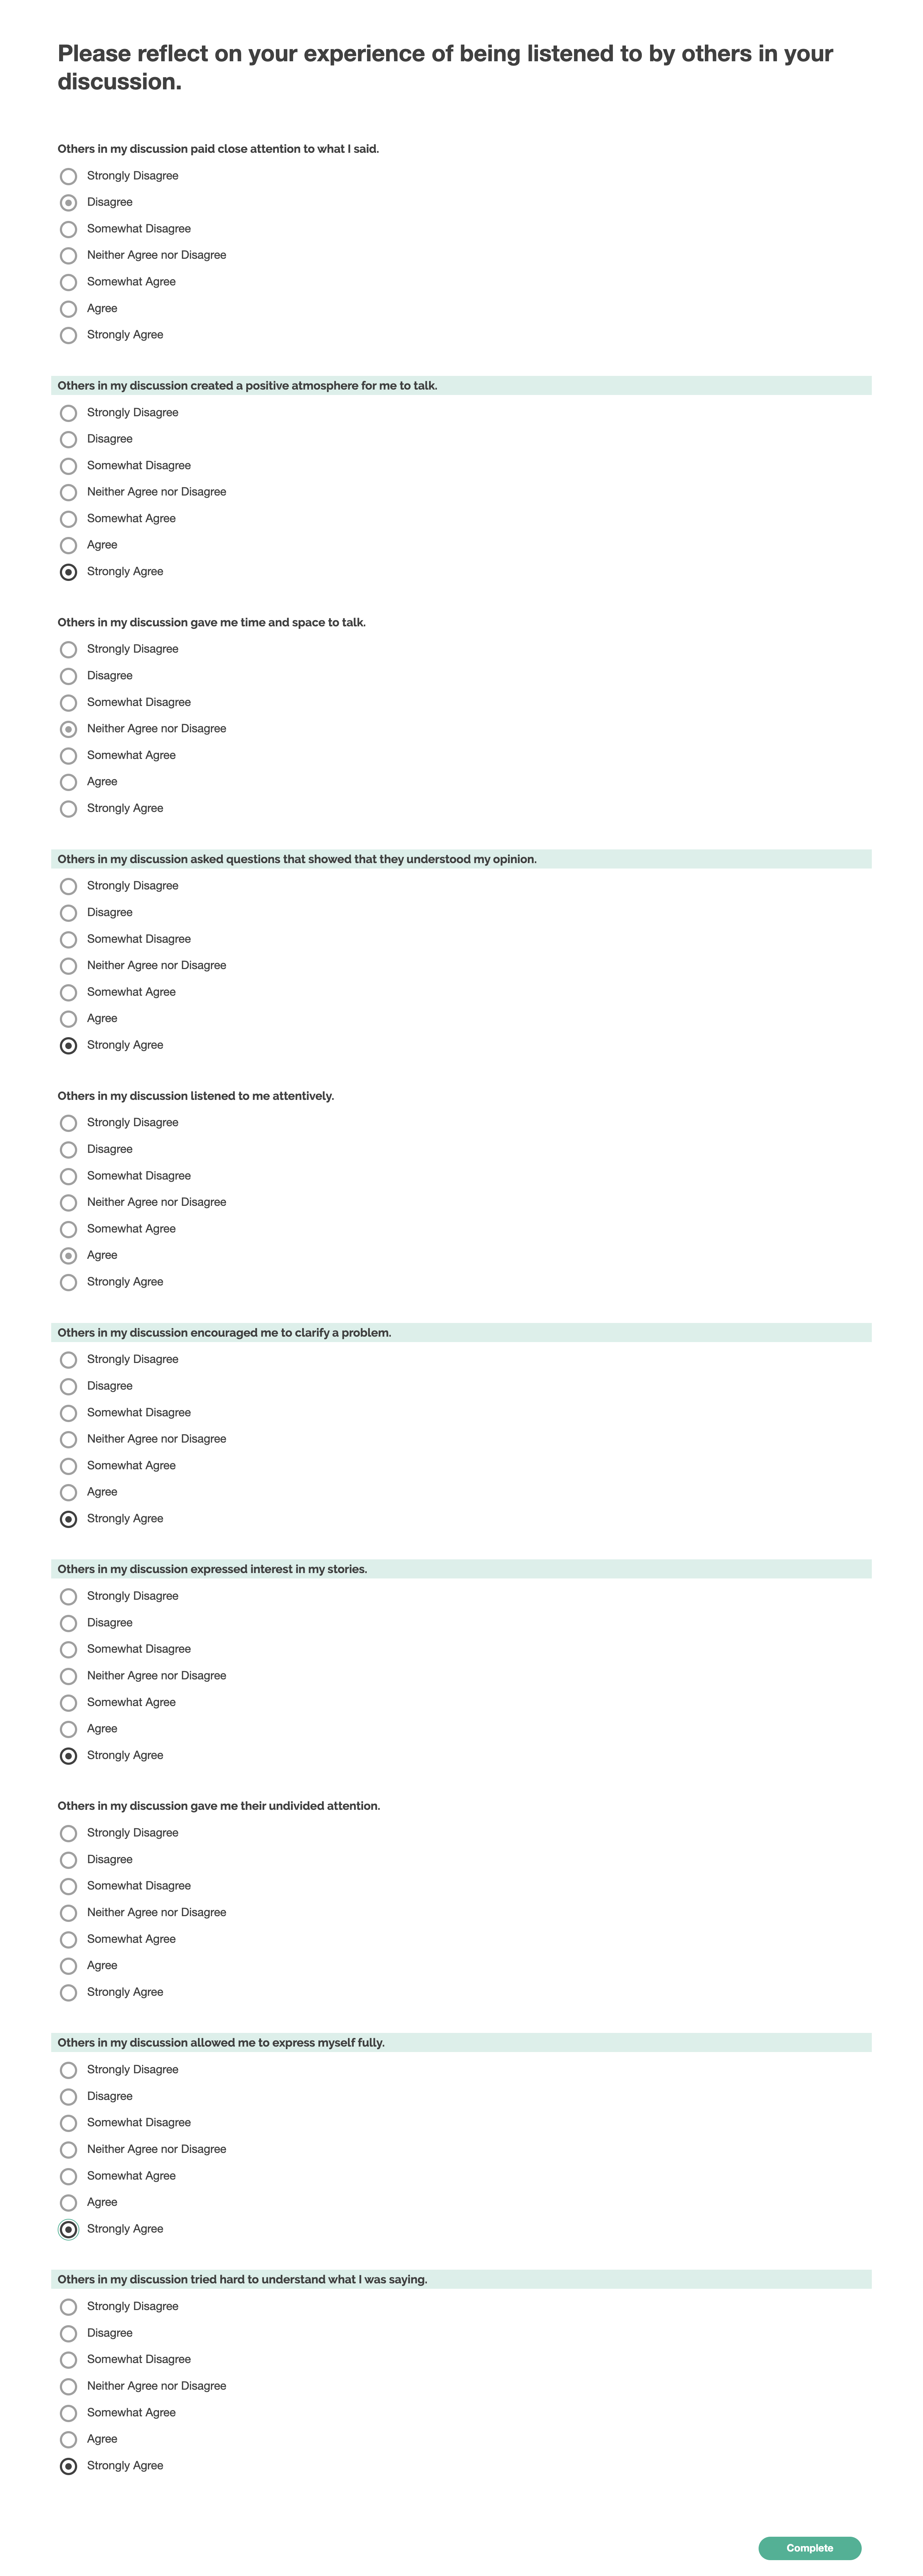 Please reflect on your experience of being listened to by others in your
discussion.
Others in my discussion paid close attention to what I said.
Strongly Disagree
Disagree
Somewhat Disagree
Neither Agree nor Disagree
Somewhat Agree
Agree
Strongly Agree
Others in my discussion created a positive atmosphere for me to talk.
Strongly Disagree
Disagree
Somewhat Disagree
Neither Agree nor Disagree
Somewhat Agree
Agree
Strongly Agree
Others in my discussion gave me time and space to talk.
Strongly Disagree
Disagree
Somewhat Disagree
Neither Agree nor Disagree
Somewhat Agree
Agree
Strongly Agree
Others in my discussion asked questions that showed that they understood my opinion.
Strongly Disagree
Disagree
Somewhat Disagree
Neither Agree nor Disagree
Somewhat Agree
Agree
Strongly Agree
Others in my discussion listened to me attentively.
Strongly Disagree
Disagree
Somewhat Disagree
Neither Agree nor Disagree
Somewhat Agree
Agree
Strongly Agree
Others in my discussion encouraged me to clarify a problem.
Strongly Disagree
Disagree
Somewhat Disagree
Neither Agree nor Disagree
Somewhat Agree
Agree
Strongly Agree
Others in my discussion expressed interest in my stories.
Strongly Disagree
Disagree
Somewhat Disagree
Neither Agree nor Disagree
Somewhat Agree
Agree
Strongly Agree
Others in my discussion gave me their undivided attention.
Strongly Disagree
Disagree
Somewhat Disagree
Neither Agree nor Disagree
Somewhat Agree
Agree
Strongly Agree
Others in my discussion allowed me to express myself fully.
Strongly Disagree
Disagree
Somewhat Disagree
Neither Agree nor Disagree
Somewhat Agree
Agree
Strongly Agree
Others in my discussion tried hard to understand what I was saying.
Strongly Disagree
Disagree
Somewhat Disagree
Neither Agree nor Disagree
Somewhat Agree
Agree
Strongly Agree
Complete